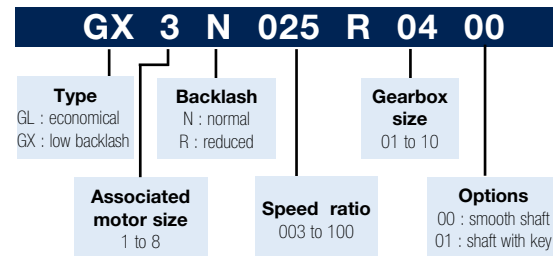 GX 3 N 025 R 04 00
Type
GL : economical
GX : low backlash
Backlash
N : normal
R : reduced
Gearbox
size
01 to 10
Associated
motor size
1 to 8
Speed ratio
003 to 100
Options
00 : smooth shaft
01 : shaft with key